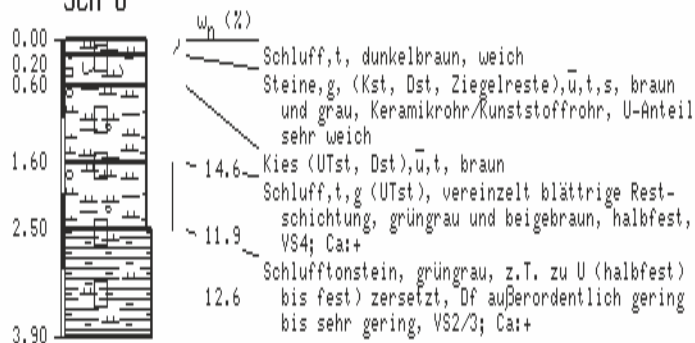 Sch 6
w_n (%)
0.00
0.20
0.60
1.60
2.50
3.90
Schluff,t, dunkelbraun, weich
Steine,g, (Kst, Dst, Ziegelreste),ū,t,s, braun
und grau, Keramikrohr/Kunststoffrohr, U-Anteil
sehr weich
14.6
Kies (UTst, Dst),ū,t, braun
Schluff,t,g (UTst), vereinzelt blättrige Rest-
schichtung, grüngrau und beigebraun, halbfest,
11.9
VS4; Ca:+
Schlufftonstein, grüngrau, z.T. zu U (halbfest)
12.6
bis fest) zersetzt, Df außerordentlich gering
bis sehr gering, VS2/3; Ca:+